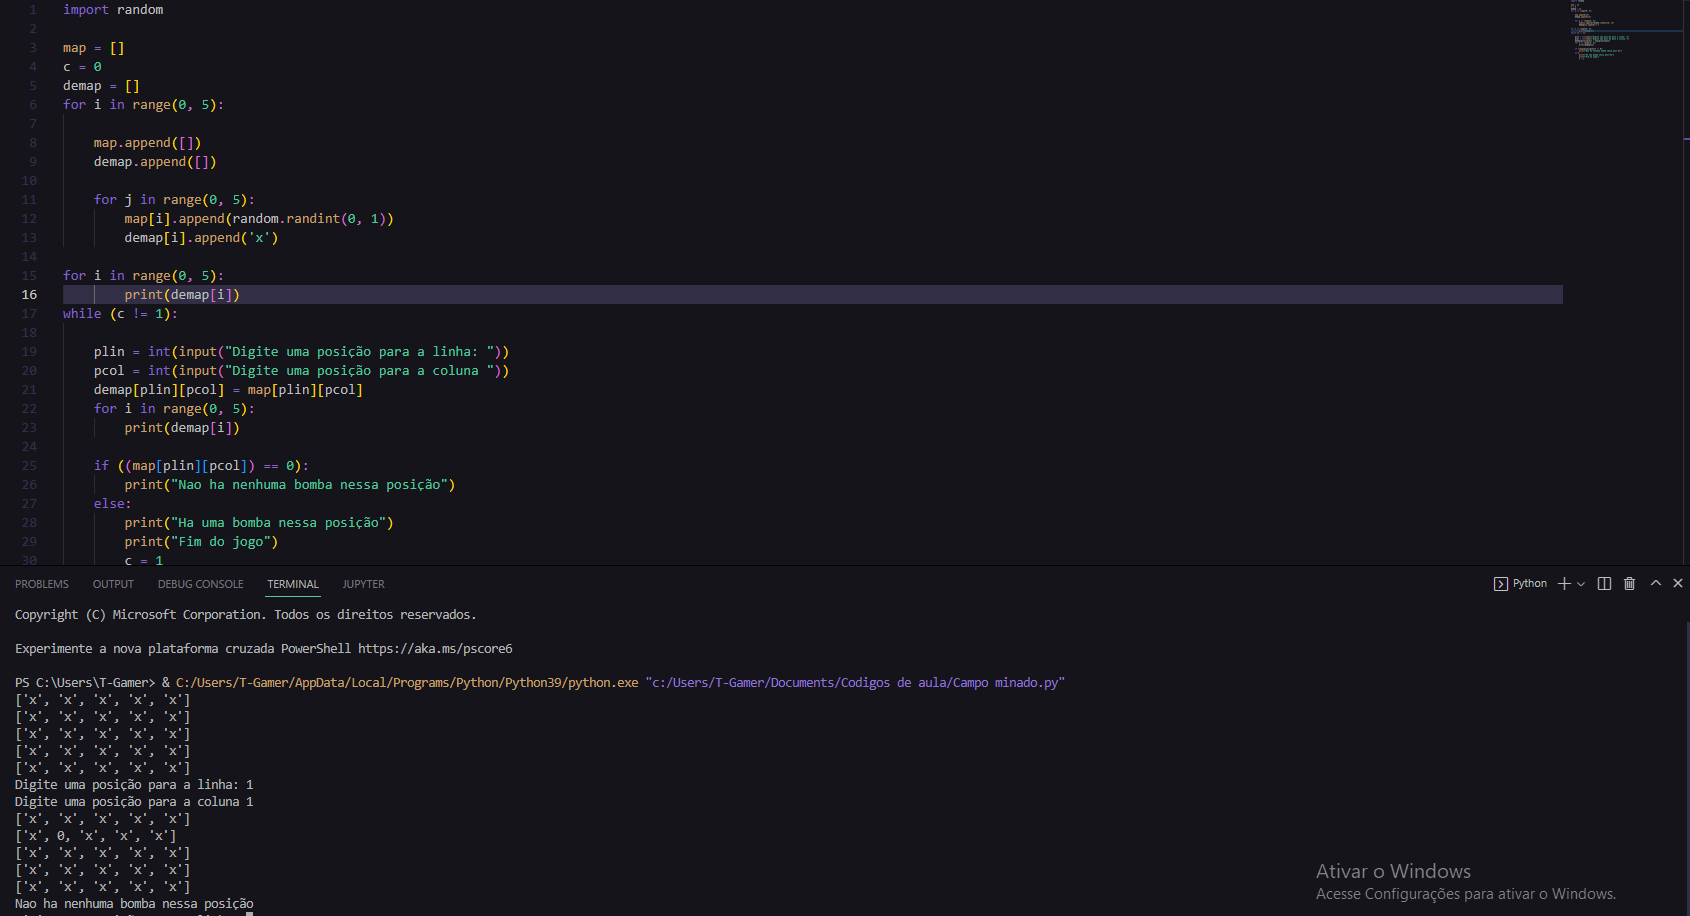 1 import random
2
3 map = []
4 c = 0
5 demap = []
6 for i in range(0, 5):
7
8 map.append([])
9 demap.append([])
10
11 for j in range(0, 5):
12 map[i].append(random.randint(0, 1))
13 demap[i].append('x')
14
15 for i in range(0, 5):
16 print(demap[i])
17 while (c != 1):
18
19 plin = int(input("Digite uma posição para a linha: "))
20 pcol = int(input("Digite uma posição para a coluna "))
21 demap[plin][pcol] = map[plin][pcol]
22 for i in range(0, 5):
23 print(demap[i])
24
25 if ((map[plin][pcol]) == 0):
26 print("Nao ha nenhuma bomba nessa posição")
27 else:
28 print("Ha uma bomba nessa posição")
29 print("Fim do jogo")
30 c = 1
PROBLEMS OUTPUT DEBUG CONSOLE TERMINAL JUPYTER Python
Copyright (C) Microsoft Corporation. Todos os direitos reservados.
Experimente a nova plataforma cruzada PowerShell https://aka.ms/pscore6
PS C:\Users\T-Gamer> & C:/Users/T-Gamer/AppData/Local/Programs/Python/Python39/python.exe "c:/Users/T-Gamer/Documents/Codigos de aula/Campo minado.py"
['x', 'x', 'x', 'x', 'x']
['x', 'x', 'x', 'x', 'x']
['x', 'x', 'x', 'x', 'x']
['x', 'x', 'x', 'x', 'x']
['x', 'x', 'x', 'x', 'x']
Digite uma posição para a linha: 1
Digite uma posição para a coluna 1
['x', 'x', 'x', 'x', 'x']
['x', 0, 'x', 'x', 'x']
['x', 'x', 'x', 'x', 'x']
['x', 'x', 'x', 'x', 'x']
['x', 'x', 'x', 'x', 'x']
Nao ha nenhuma bomba nessa posição
Ativar o Windows
Acesse Configurações para ativar o Windows.